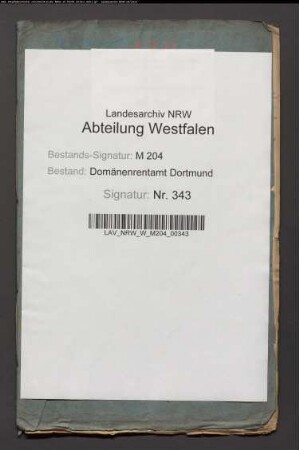 Landesarchiv NRW
Abteilung Westfalen
Bestands-Signatur: M 204
Bestand: Domänenrentamt Dortmund
Signatur: Nr. 343
LAV_NRW_W_M204_00343